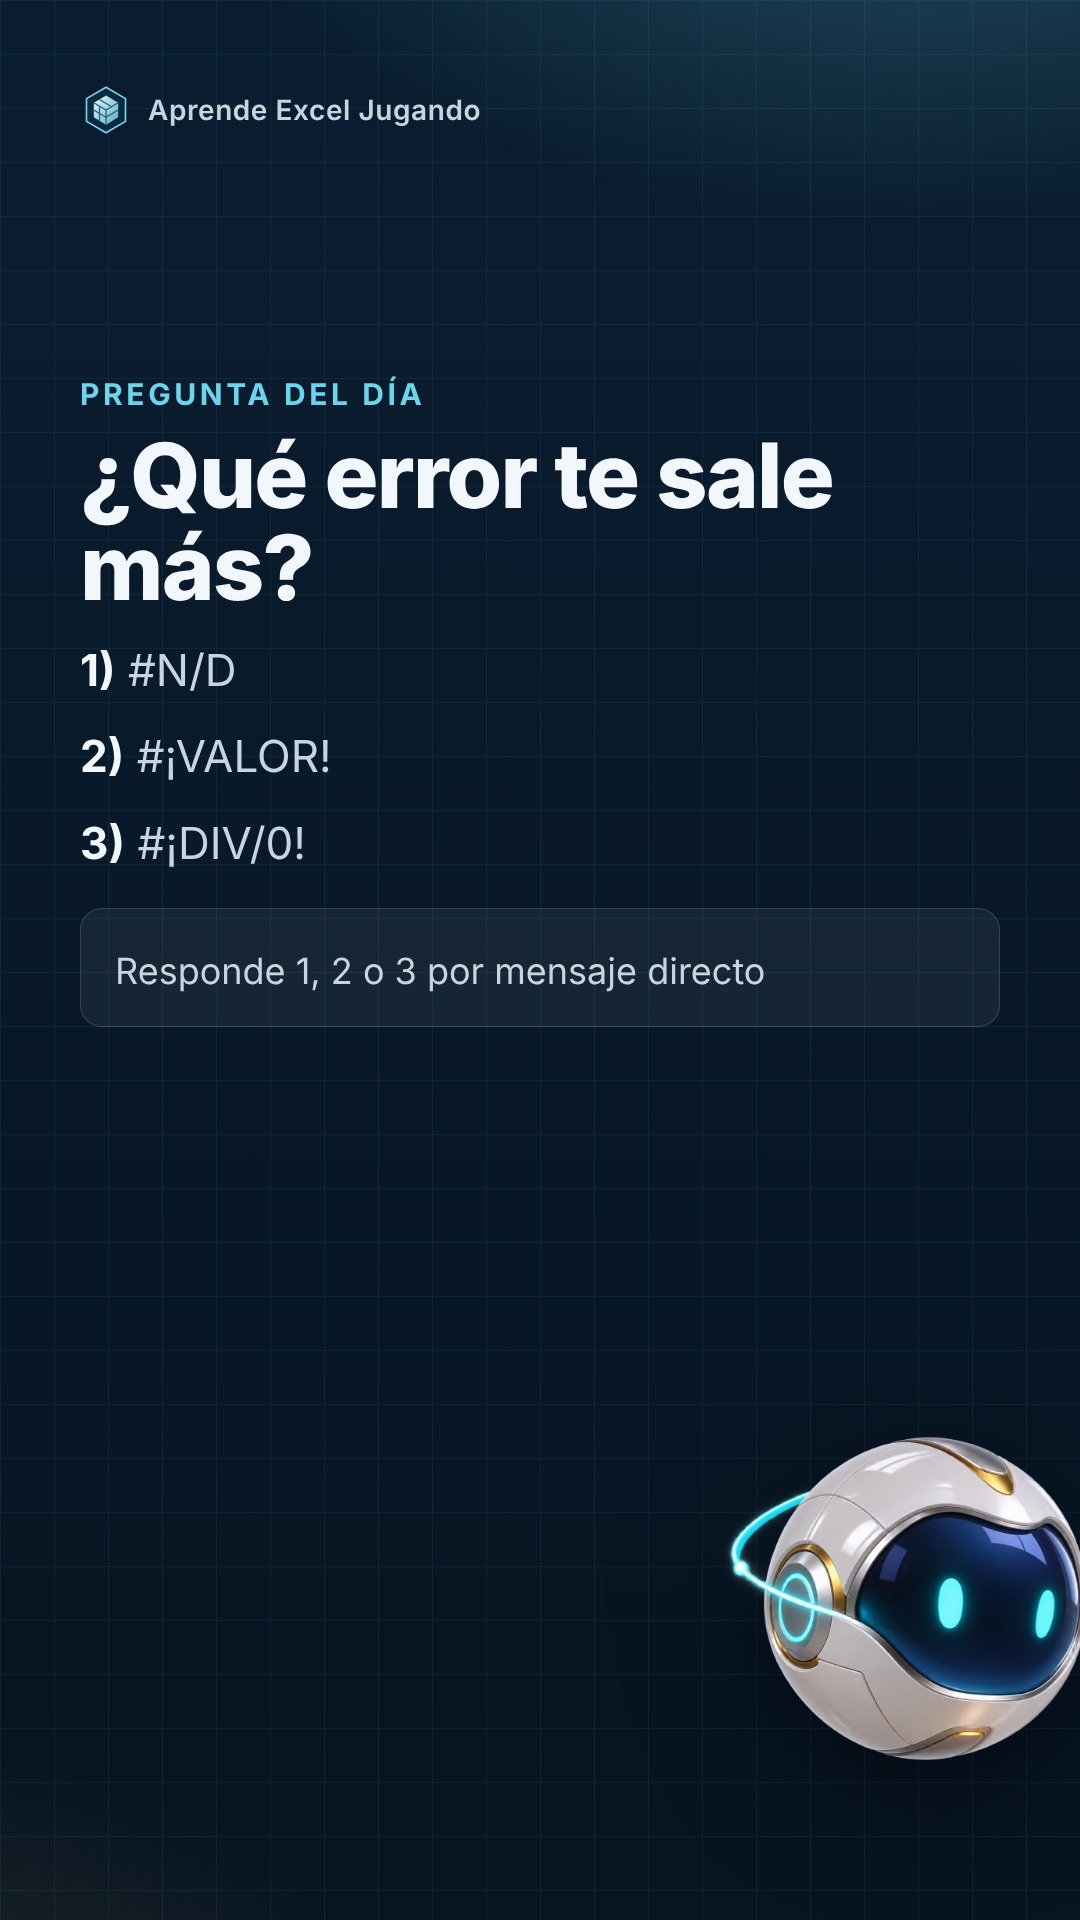 Aprende Excel Jugando
PREGUNTA DEL DÍA
¿Qué error te sale
más?
1) #N/D
2) #¡VALOR!
3) #¡DIV/0!
Responde 1, 2 o 3 por mensaje directo